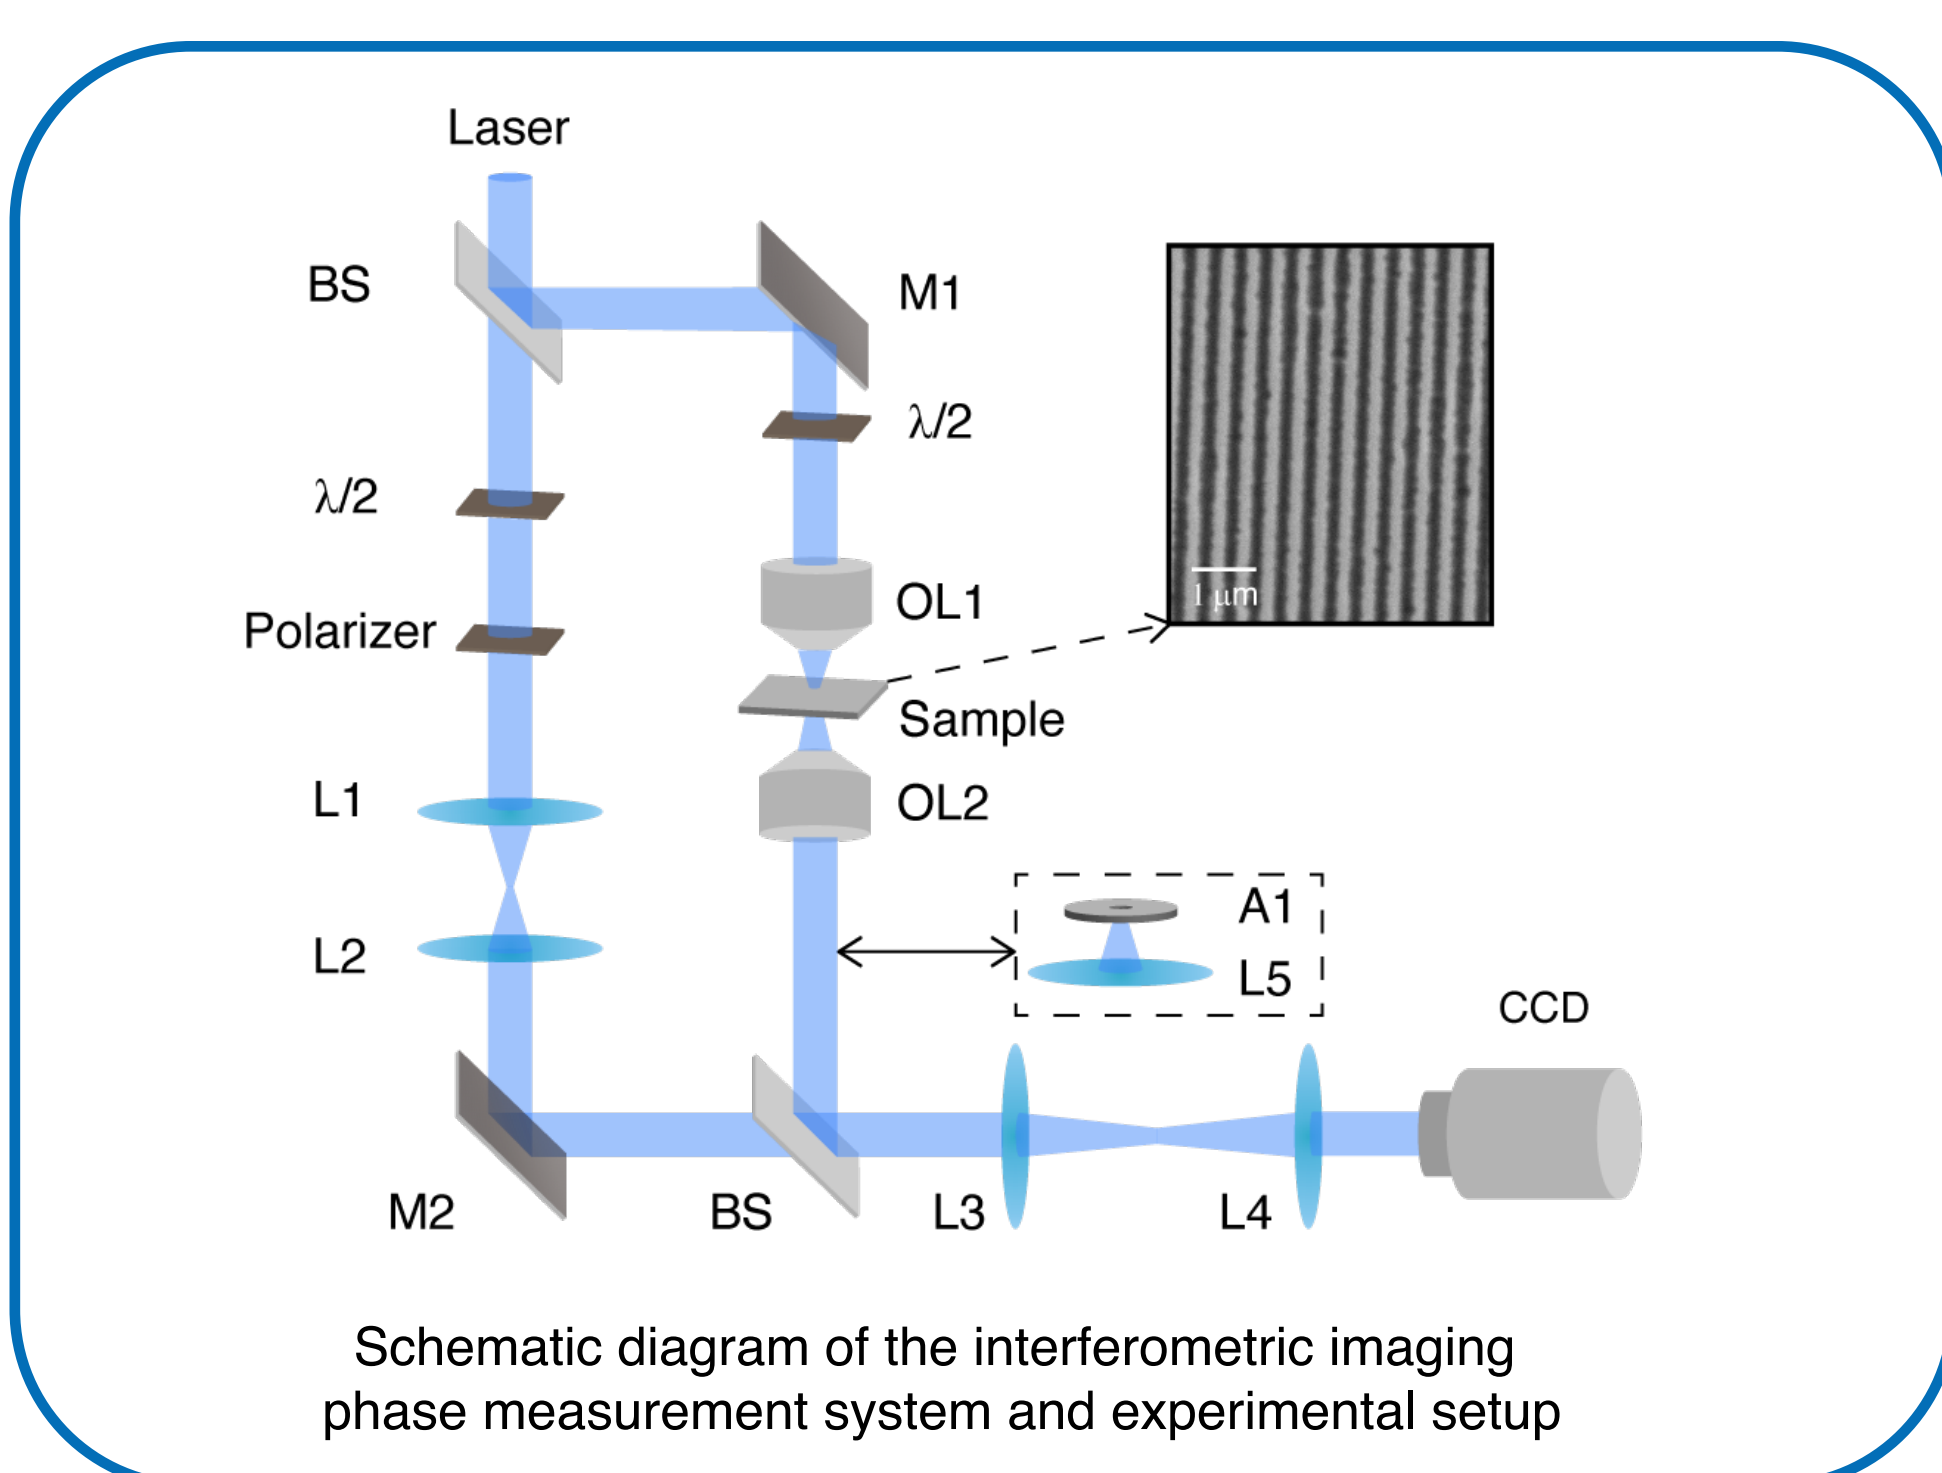 Laser
BS
M1
λ/2
λ/2
1 μm
OL1
Polarizer
Sample
L1
OL2
A1
L2
L5
CCD
M2
BS
L3
L4
Schematic diagram of the interferometric imaging
phase measurement system and experimental setup